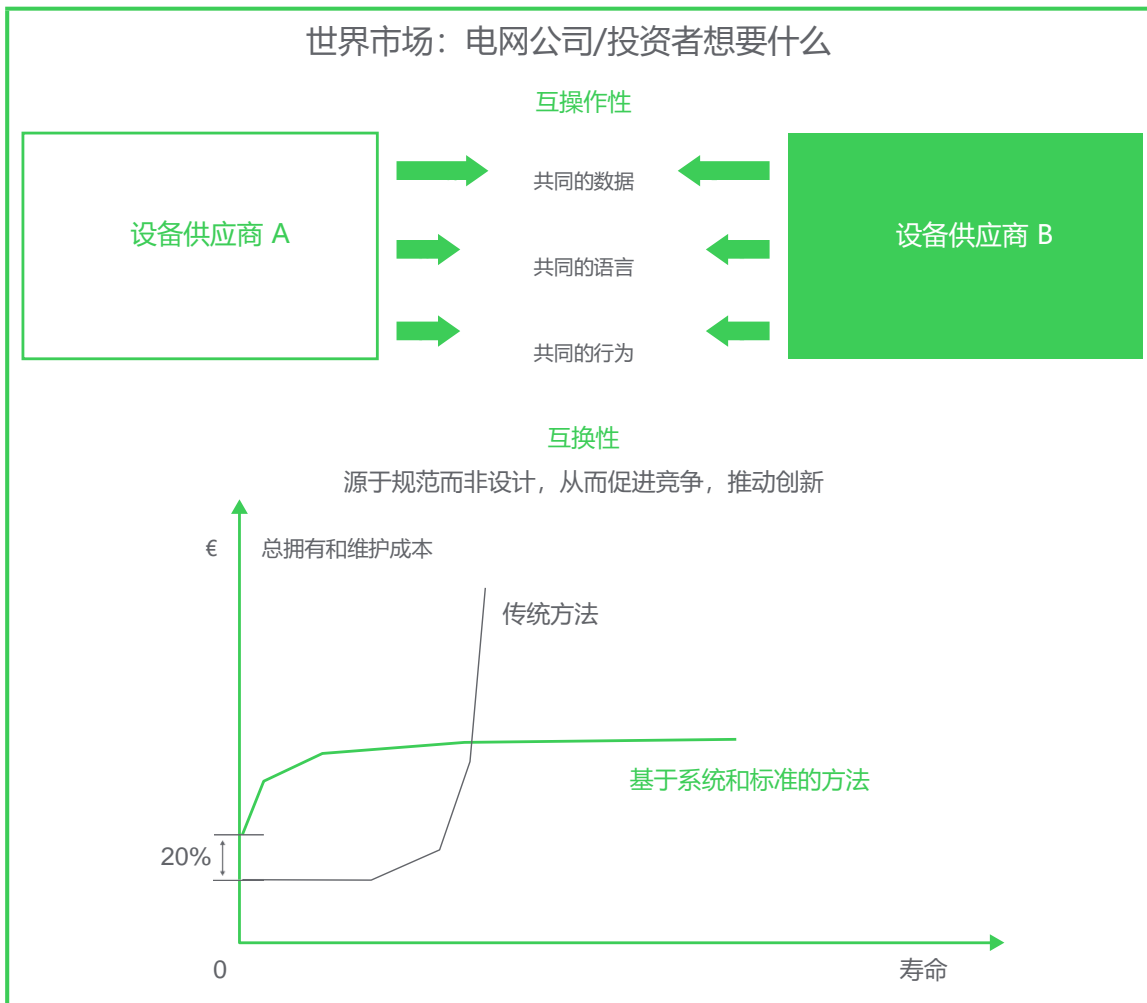 世界市场：电网公司/投资者想要什么
互操作性
设备供应商 A
共同的数据
共同的语言
共同的行为
设备供应商 B
互换性
源于规范而非设计，从而促进竞争，推动创新
€
总拥有和维护成本
传统方法
基于系统和标准的方法
20%
0
寿命